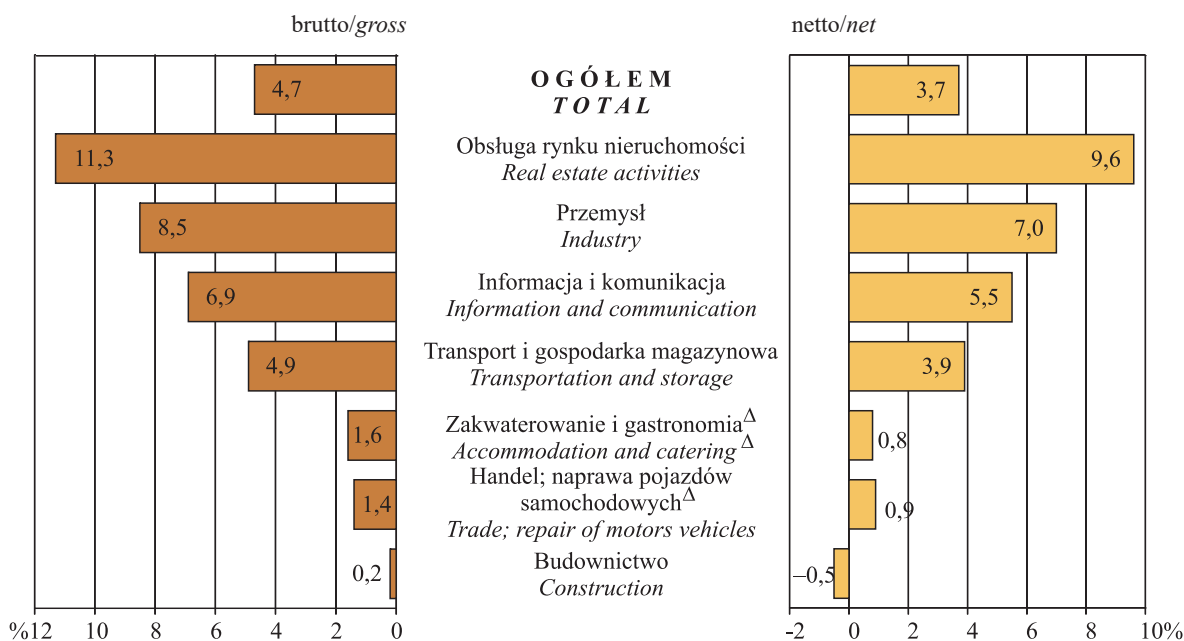 brutto/gross
netto/net
4,7
OGÓŁEM
TOTAL
3,7
11,3
Obsługa rynku nieruchomości
Real estate activities
9,6
8,5
Przemysł
Industry
7,0
6,9
Informacja i komunikacja
Information and communication
5,5
4,9
Transport i gospodarka magazynowa
Transportation and storage
3,9
1,6
Zakwaterowanie i gastronomiaΔ
Accommodation and catering Δ
0,8
1,4
Handel; naprawa pojazdów
samochodowychΔ
Trade; repair of motors vehicles
0,9
0,2
Budownictwo
Construction
–0,5
%12 10 8 6 4 2 0
-2 0 2 4 6 8 10%